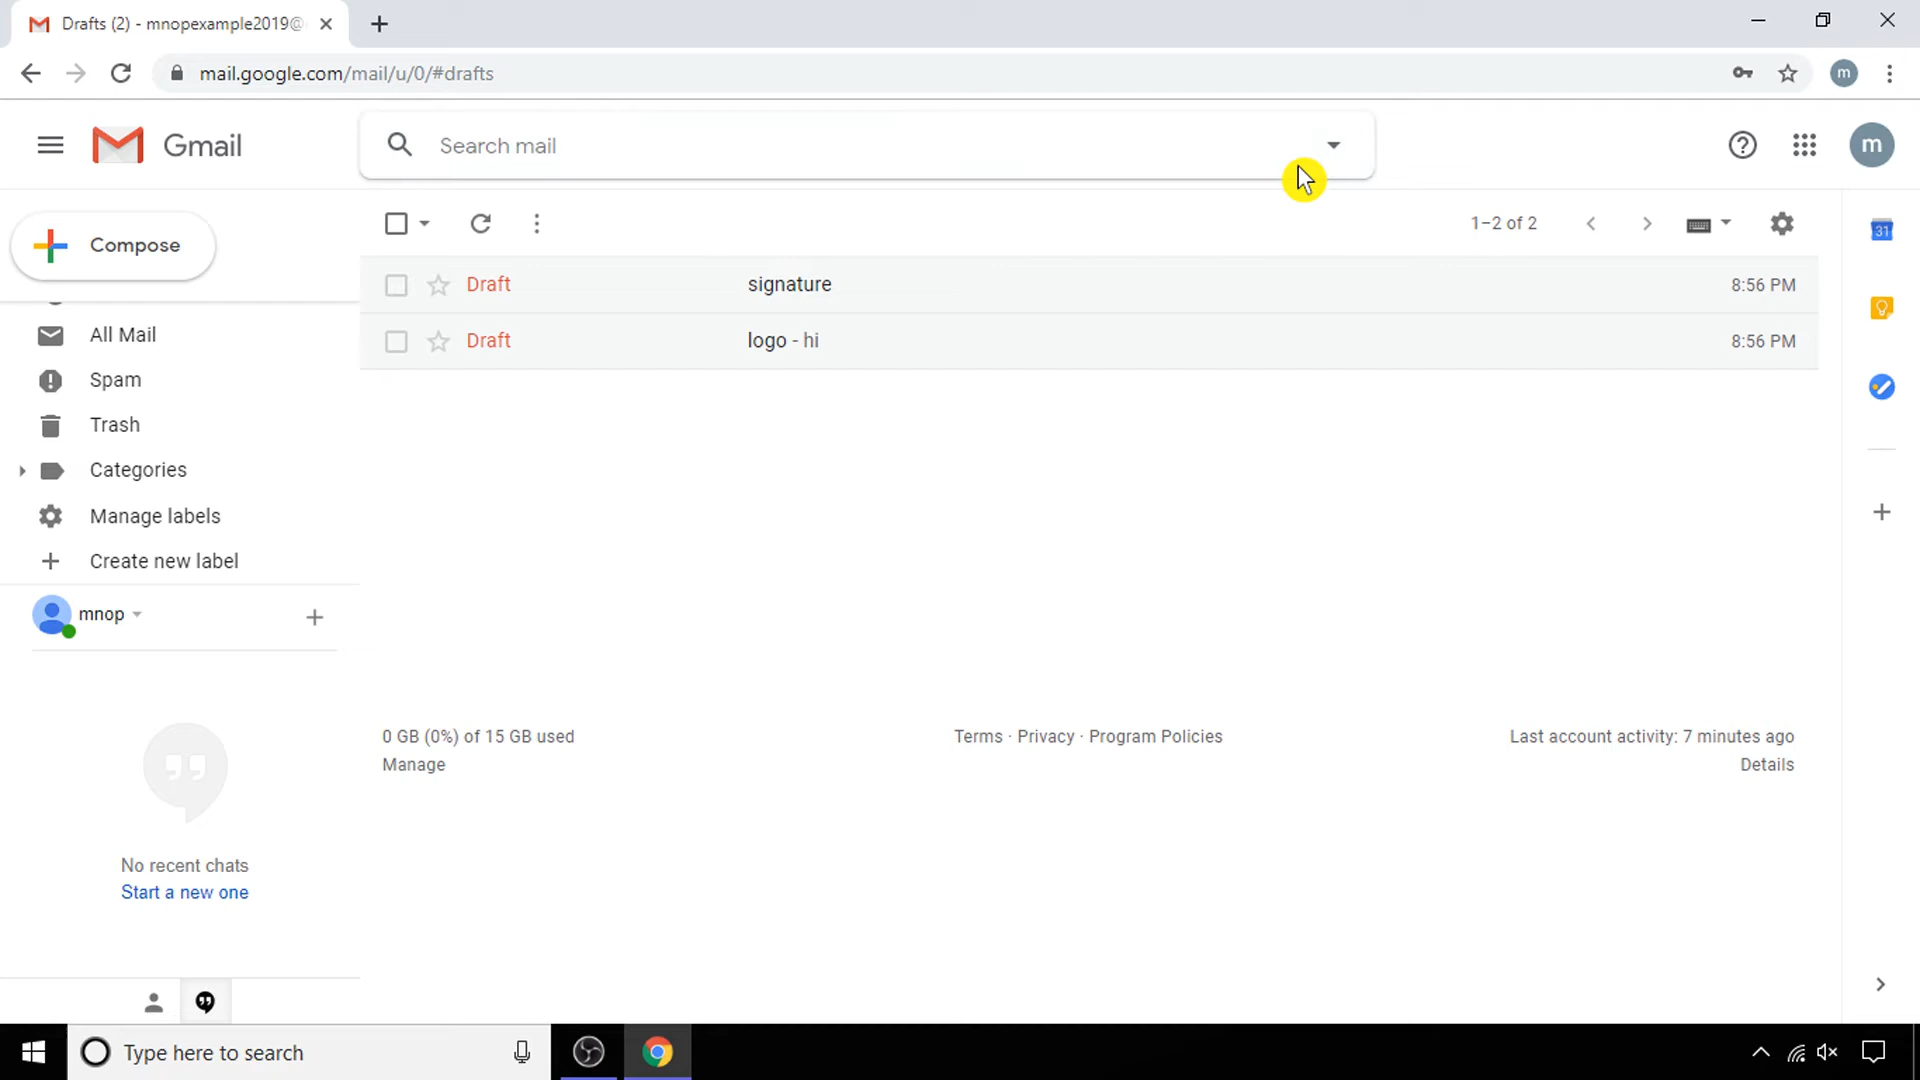 Drafts (2) - mnopexample2019@
mail.google.com/mail/u/0/#drafts
m
Gmail
Search mail
m
Compose
1–2 of 2
31
Draft signature 8:56 PM
Draft logo - hi 8:56 PM
All Mail
Spam
Trash
Categories
Manage labels
Create new label
mnop
0 GB (0%) of 15 GB used
Manage
Terms · Privacy · Program Policies
Last account activity: 7 minutes ago
Details
No recent chats
Start a new one
Type here to search